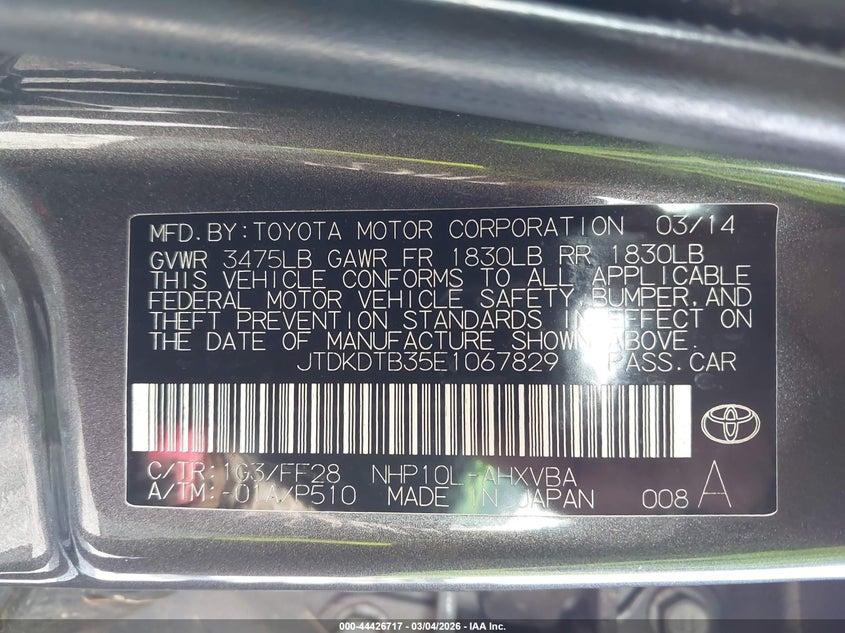 MFD.BY:TOYOTA MOTOR CORPORATION 03/14
GVWR 3475LB GAWR FR 1830LB RR 1830LB
THIS VEHICLE CONFORMS TO ALL APPLICABLE
FEDERAL MOTOR VEHICLE SAFETY, BUMPER, AND
THEFT PREVENTION STANDARDS IN EFFECT ON
THE DATE OF MANUFACTURE SHOWN ABOVE.
JTDKDTB35E1067829 PASS.CAR
C/TR:1G3/FF28 NHP10L-AHXVBA
A/TM:-01A/P510 MADE IN JAPAN 008 A
000-44426717 - 03/04/2026 - IAA Inc.